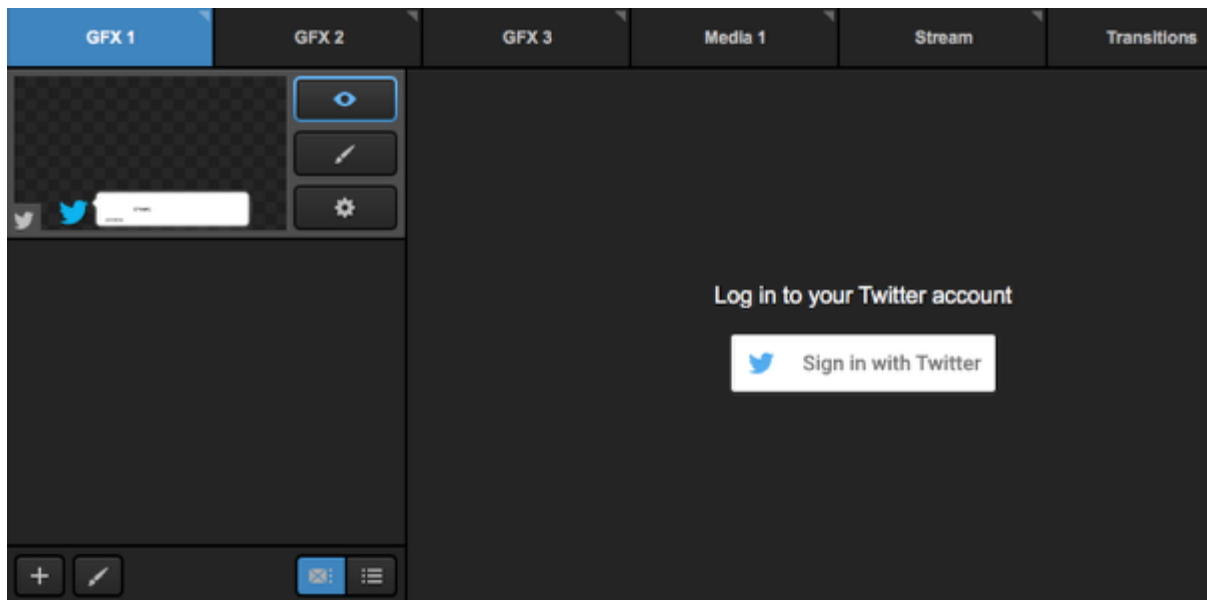 GFX 1
GFX 2
GFX 3
Media 1
Stream
Transitions
Log in to your Twitter account
Sign in with Twitter